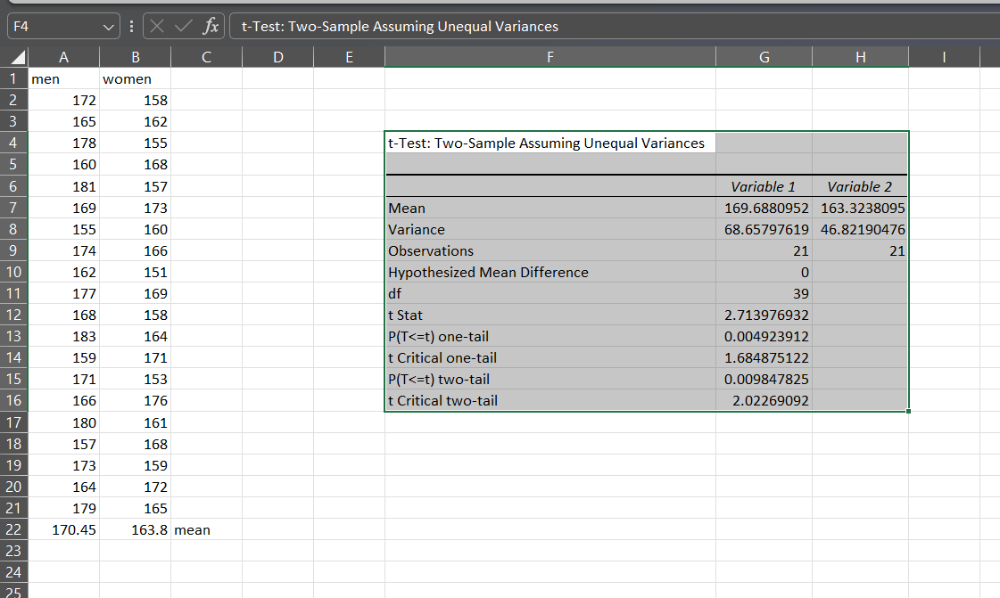 F4 fx t-Test: Two-Sample Assuming Unequal Variances
A B C D E F G H I
1 men women
2 172 158
3 165 162
4 178 155 t-Test: Two-Sample Assuming Unequal Variances
5 160 168
6 181 157 Variable 1 Variable 2
7 169 173 Mean 169.6880952 163.3238095
8 155 160 Variance 68.65797619 46.82190476
9 174 166 Observations 21 21
10 162 151 Hypothesized Mean Difference 0
11 177 169 df 39
12 168 158 t Stat 2.713976932
13 183 164 P(T<=t) one-tail 0.004923912
14 159 171 t Critical one-tail 1.684875122
15 171 153 P(T<=t) two-tail 0.009847825
16 166 176 t Critical two-tail 2.02269092
17 180 161
18 157 168
19 173 159
20 164 172
21 179 165
22 170.45 163.8 mean
23
24
25